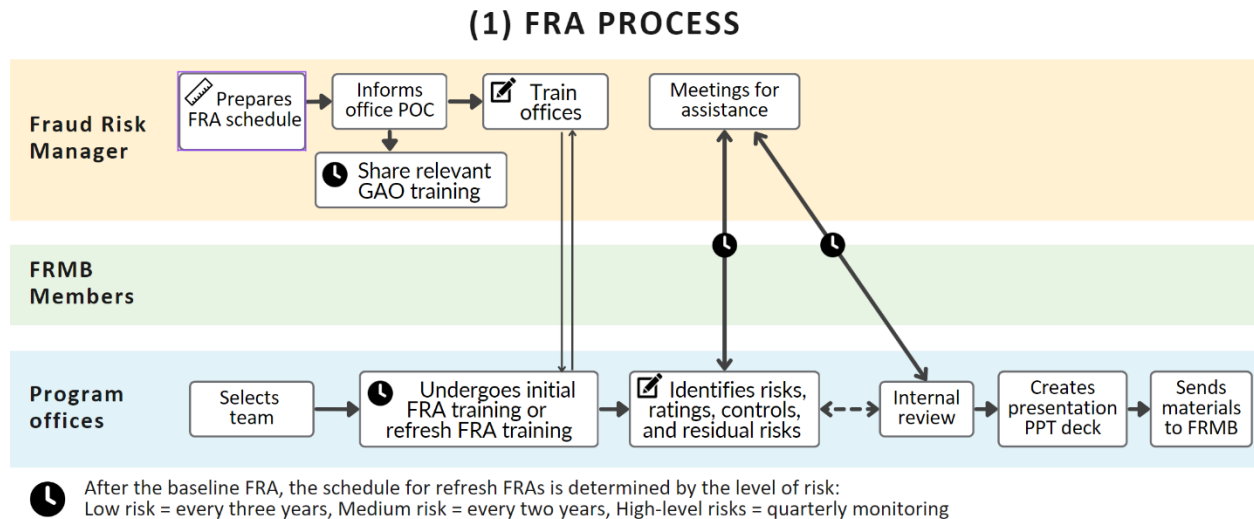 (1) FRA PROCESS
Fraud Risk
Manager
Prepares
FRA schedule
Informs
office POC
Train
offices
Meetings for
assistance
Share relevant
GAO training
FRMB
Members
Program
offices
Selects
team
Undergoes initial
FRA training or
refresh FRA training
Identifies risks,
ratings, controls,
and residual risks
Internal
review
Creates
presentation
PPT deck
Sends
materials
to FRMB
After the baseline FRA, the schedule for refresh FRAs is determined by the level of risk:
Low risk = every three years, Medium risk = every two years, High-level risks = quarterly monitoring